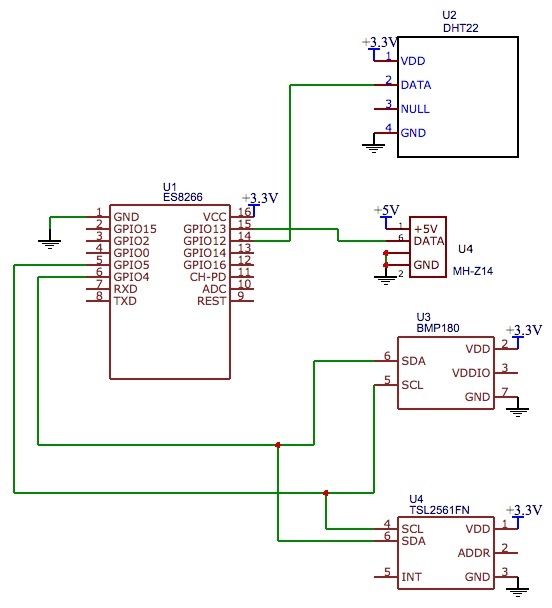 U2
DHT22
+3.3V
1 VDD
2 DATA
3 NULL
4 GND
U1
ES8266
+3.3V
1 GND VCC 16
2 GPIO15 GPIO13 15
3 GPIO2 GPIO12 14
4 GPIO0 GPIO14 13
5 GPIO5 GPIO16 12
6 GPIO4 CH-PD 11
7 RXD ADC 10
8 TXD REST 9
+5V
1 +5V
6 DATA
GND
2
U4
MH-Z14
U3
BMP180
+3.3V
6 SDA VDD 2
5 SCL VDDIO 3
GND 7
U4
TSL2561FN
+3.3V
4 SCL VDD 1
6 SDA ADDR 2
5 INT GND 3